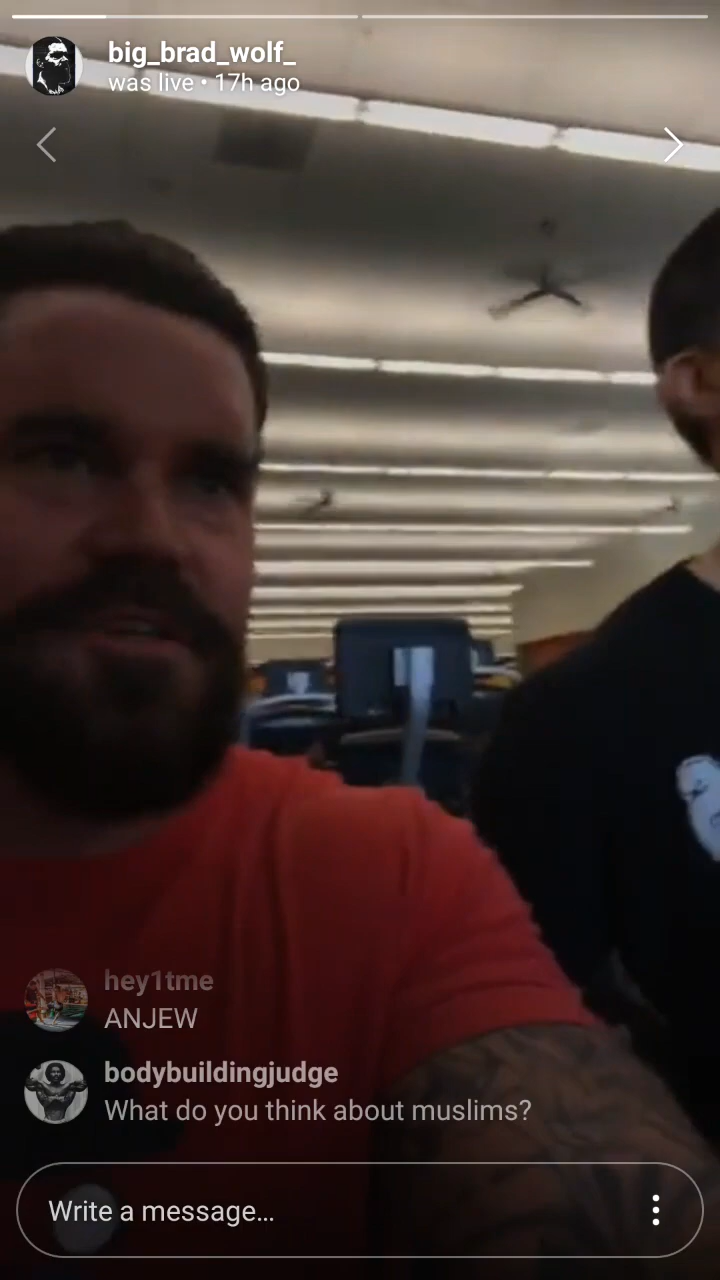 big_brad_wolf_
was live • 17h ago
hey1tme
ANJEW
bodybuildingjudge
What do you think about muslims?
Write a message...